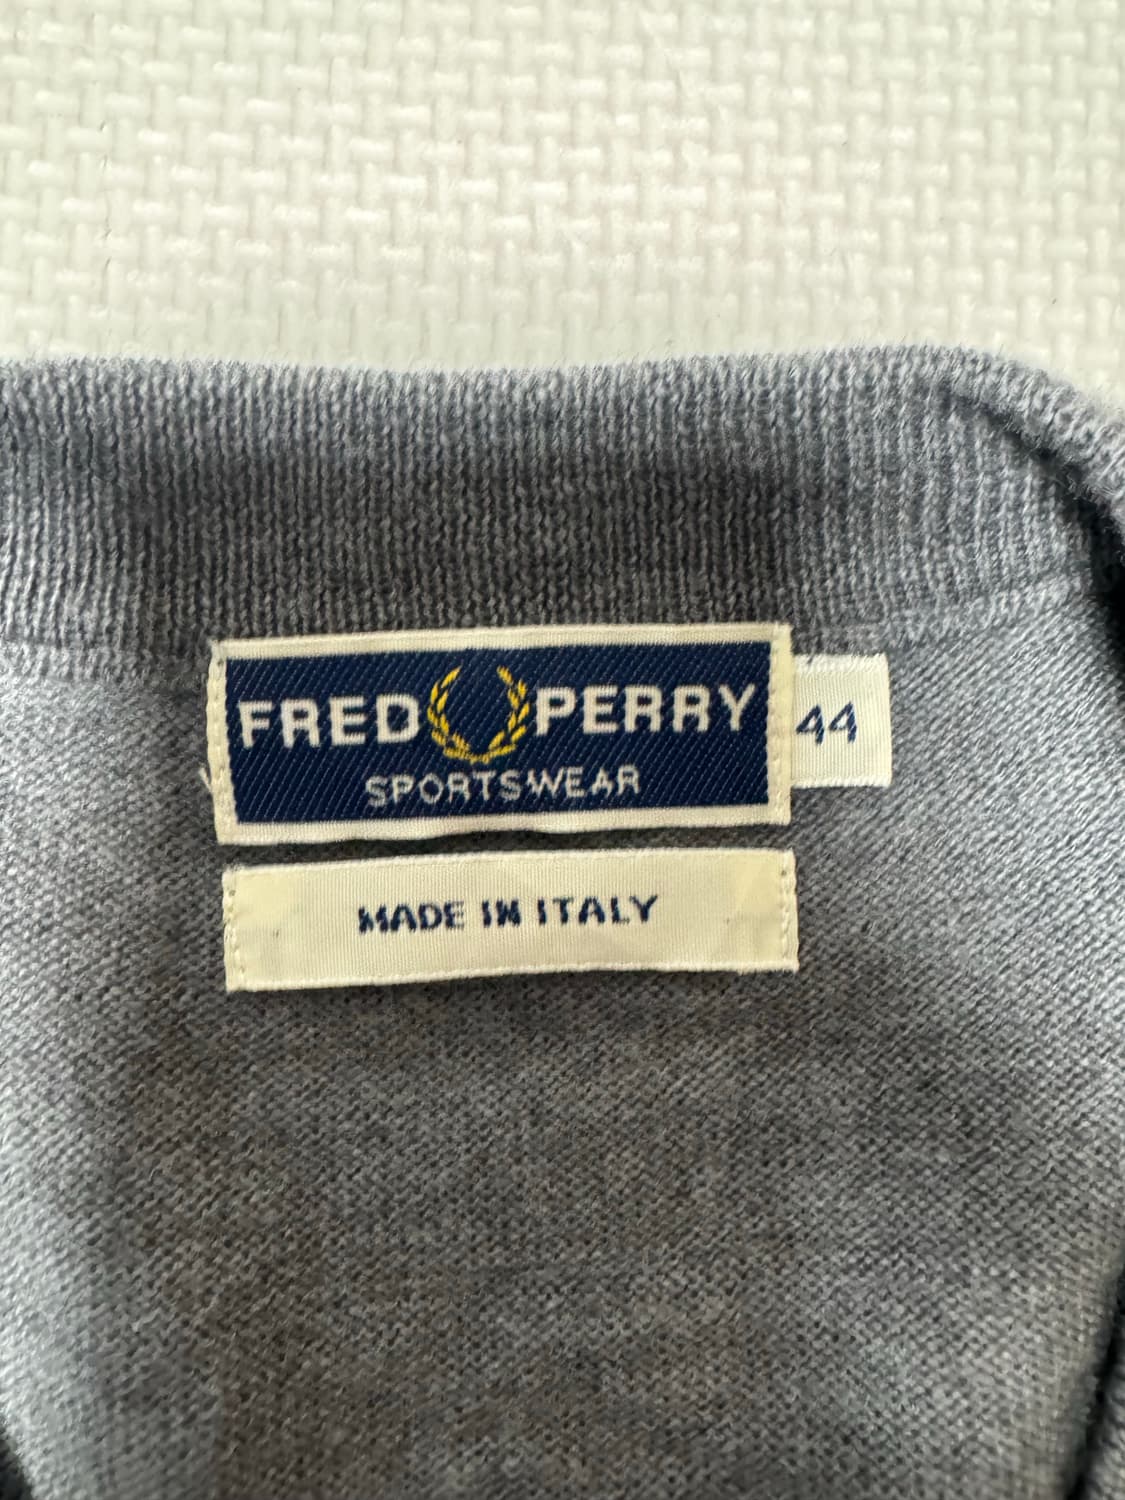 FRED PERRY
SPORTSWEAR
44
MADE IN ITALY